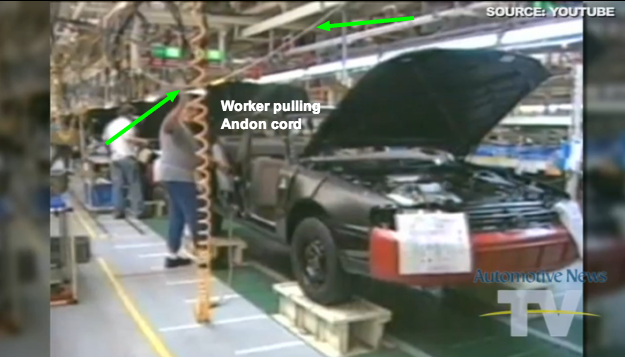 SOURCE: YOUTUBE
Worker pulling
Andon cord
Automotive News
TV